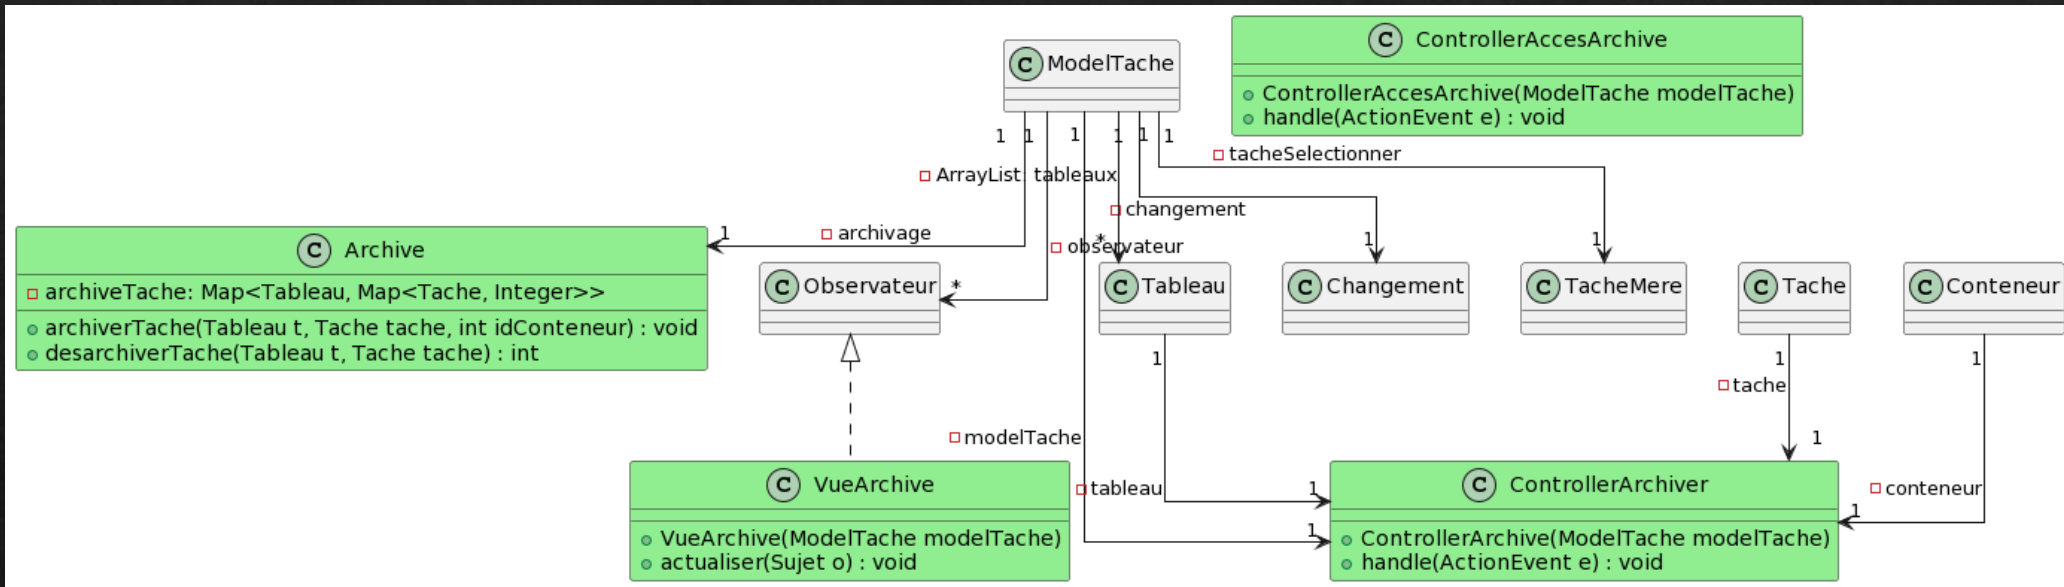 C ModelTache
C ControllerAccesArchive
ControllerAccesArchive(ModelTache modelTache)
handle(ActionEvent e) : void
1 1 1 1 1 1
tacheSelectionner
ArrayList: tableaux
changement
archivage
observateur
1
*
1
1
C Archive
archiveTache: Map<Tableau, Map<Tache, Integer>>
archiverTache(Tableau t, Tache tache, int idConteneur) : void
desarchiverTache(Tableau t, Tache tache) : int
C Observateur
*
C Tableau
C Changement
C TacheMere
C Tache
C Conteneur
1
1
1
tache
modelTache
1
tableau
1
conteneur
1
1
C VueArchive
VueArchive(ModelTache modelTache)
actualiser(Sujet o) : void
C ControllerArchiver
ControllerArchive(ModelTache modelTache)
handle(ActionEvent e) : void